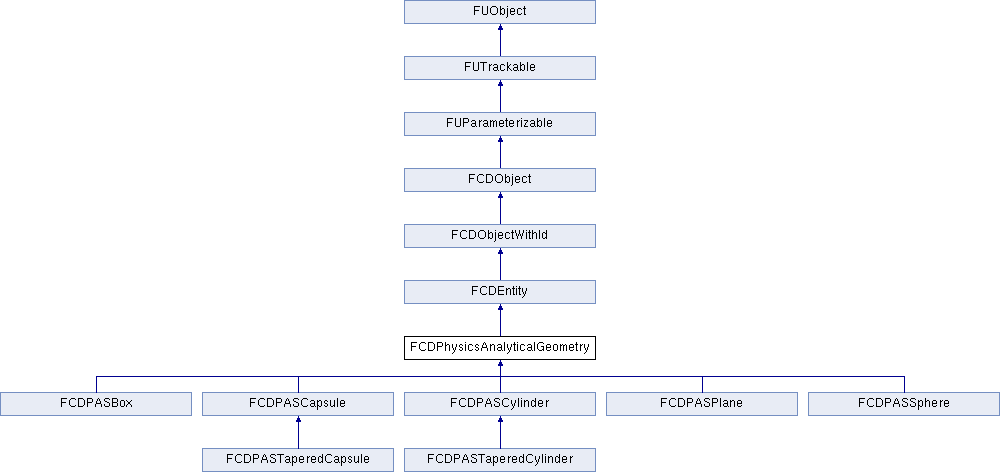 FUObject
FUTrackable
FUParameterizable
FCDObject
FCDObjectWithId
FCDEntity
FCDPhysicsAnalyticalGeometry
FCDPASBox
FCDPASCapsule
FCDPASCylinder
FCDPASPlane
FCDPASSphere
FCDPASTaperedCapsule
FCDPASTaperedCylinder